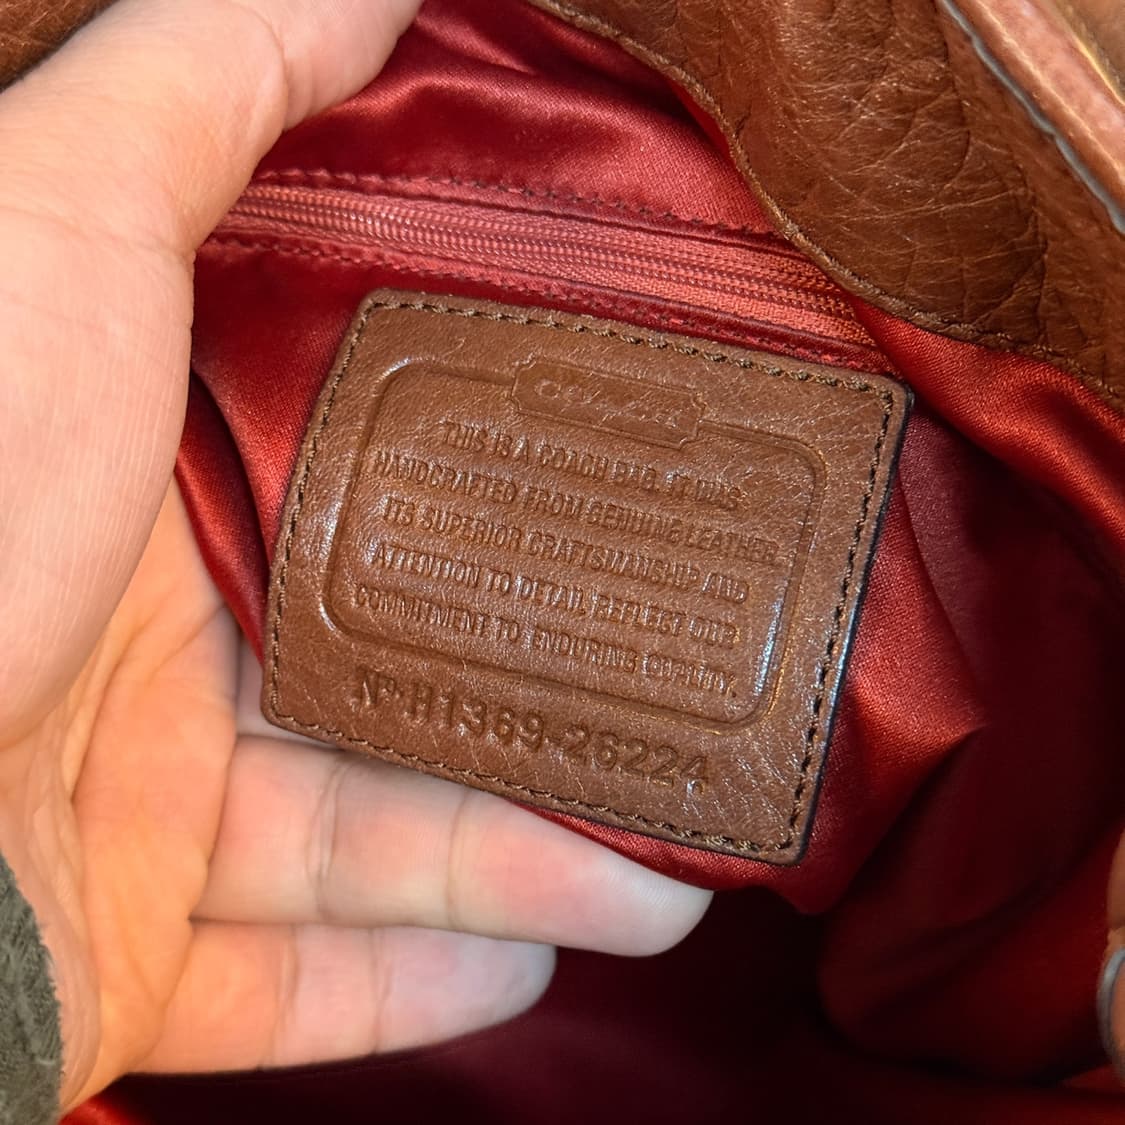 THIS IS A COACH BAG. IT WAS
HANDCRAFTED FROM GENUINE LEATHER.
ITS SUPERIOR CRAFTSMANSHIP AND
ATTENTION TO DETAIL REFLECT OUR
COMMITMENT TO ENDURING QUALITY.
Nº H1369-26224